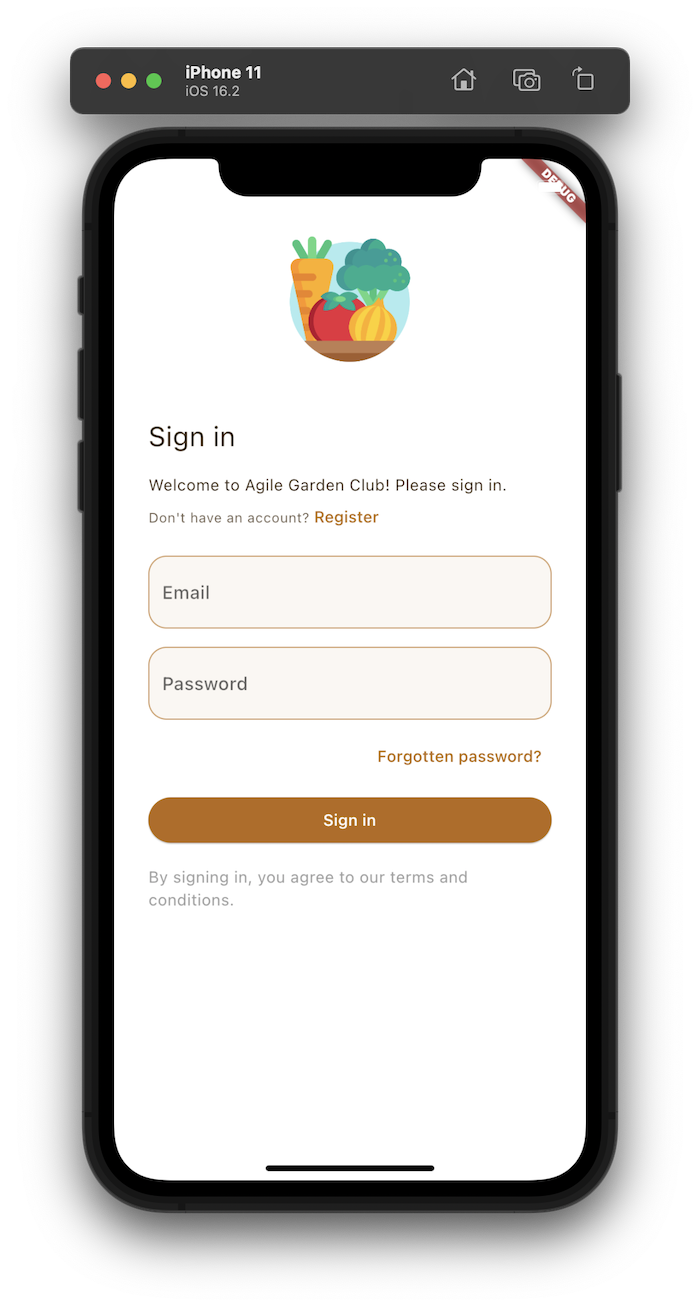 iPhone 11
iOS 16.2
DEBUG
Sign in
Welcome to Agile Garden Club! Please sign in.
Don't have an account? Register
Email
Password
Forgotten password?
Sign in
By signing in, you agree to our terms and
conditions.